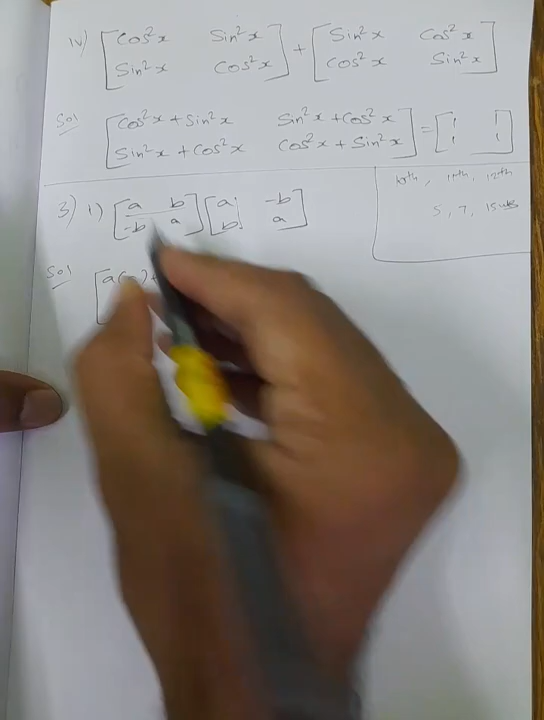 iv) [Cos²x Sin²x] + [Sin²x Cos²x]
[Sin²x Cos²x] [Cos²x Sin²x]
Sol [Cos²x + Sin²x Sin²x + Cos²x] = [1 1]
[Sin²x + Cos²x Cos²x + Sin²x] [1 1]
10th, 11th, 12th
5, 7, 15
3) i) [a b] [a -b]
[-b a] [b a]
Sol [a(a) +